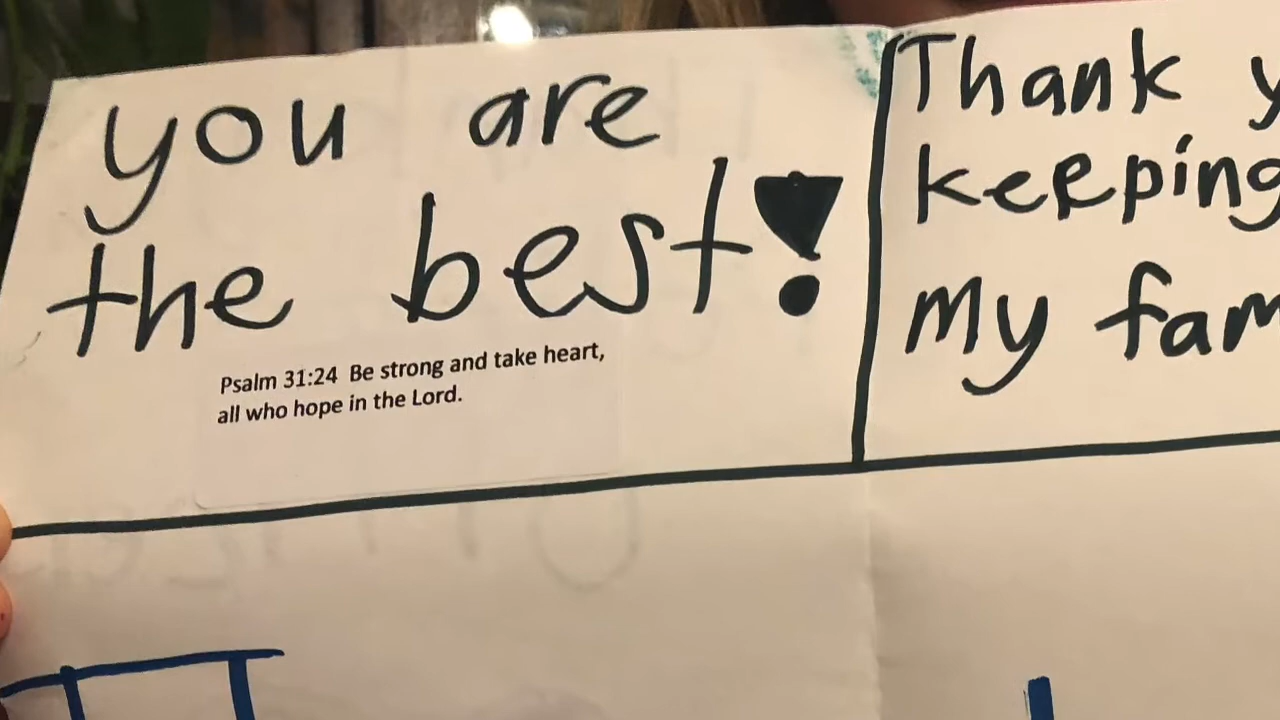 you are
the best!
Psalm 31:24 Be strong and take heart,
all who hope in the Lord.
Thank
keeping
my